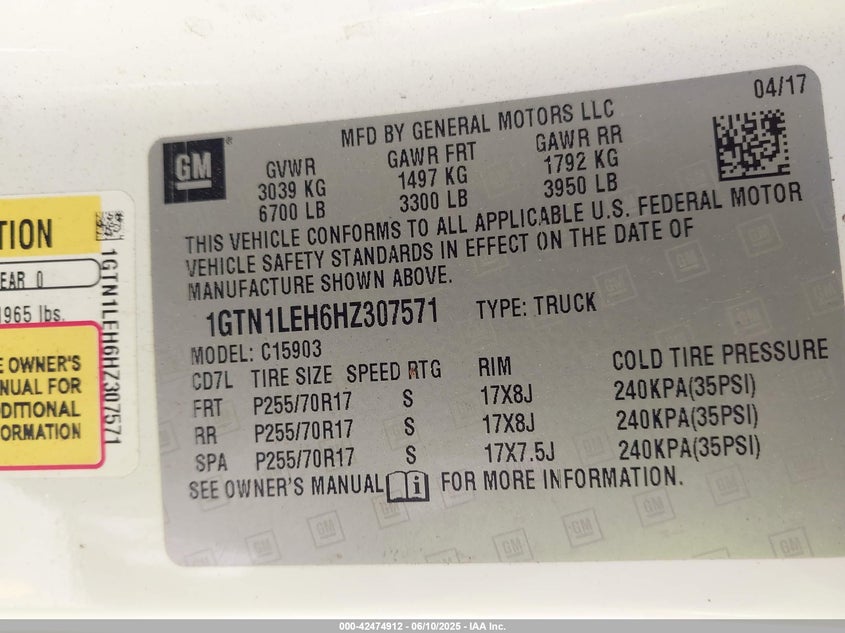 04/17
MFD BY GENERAL MOTORS LLC
GM
GVWR GAWR FRT GAWR RR
3039 KG 1497 KG 1792 KG
6700 LB 3300 LB 3950 LB
THIS VEHICLE CONFORMS TO ALL APPLICABLE U.S. FEDERAL MOTOR
VEHICLE SAFETY STANDARDS IN EFFECT ON THE DATE OF
MANUFACTURE SHOWN ABOVE.
1GTN1LEH6HZ307571 TYPE: TRUCK
MODEL: C15903
CD7L TIRE SIZE SPEED RTG RIM COLD TIRE PRESSURE
FRT P255/70R17 S 17X8J 240KPA(35PSI)
RR P255/70R17 S 17X8J 240KPA(35PSI)
SPA P255/70R17 S 17X7.5J 240KPA(35PSI)
SEE OWNER'S MANUAL i FOR MORE INFORMATION.
TION
EAR 0
1965 lbs.
E OWNER'S
NUAL FOR
DDITIONAL
ORMATION
1GTN1LEH6HZ307571
000-42474912 - 06/10/2025 - IAA Inc.